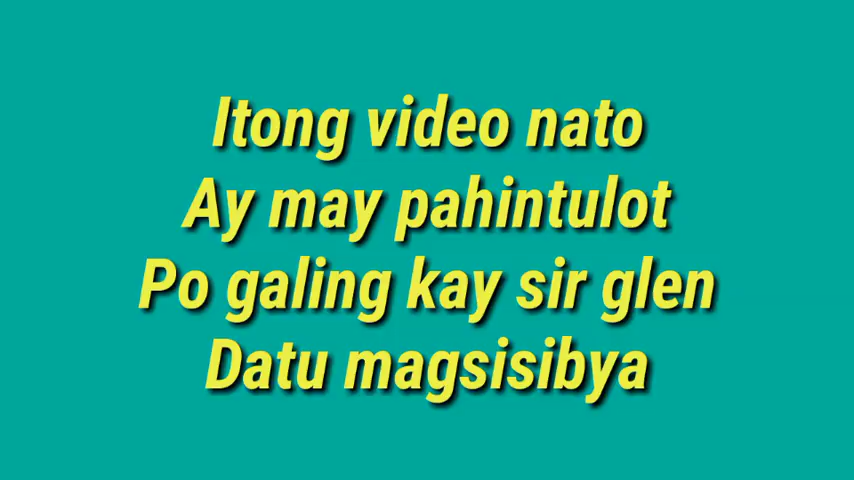 Itong video nato
Ay may pahintulot
Po galing kay sir glen
Datu magsisibya